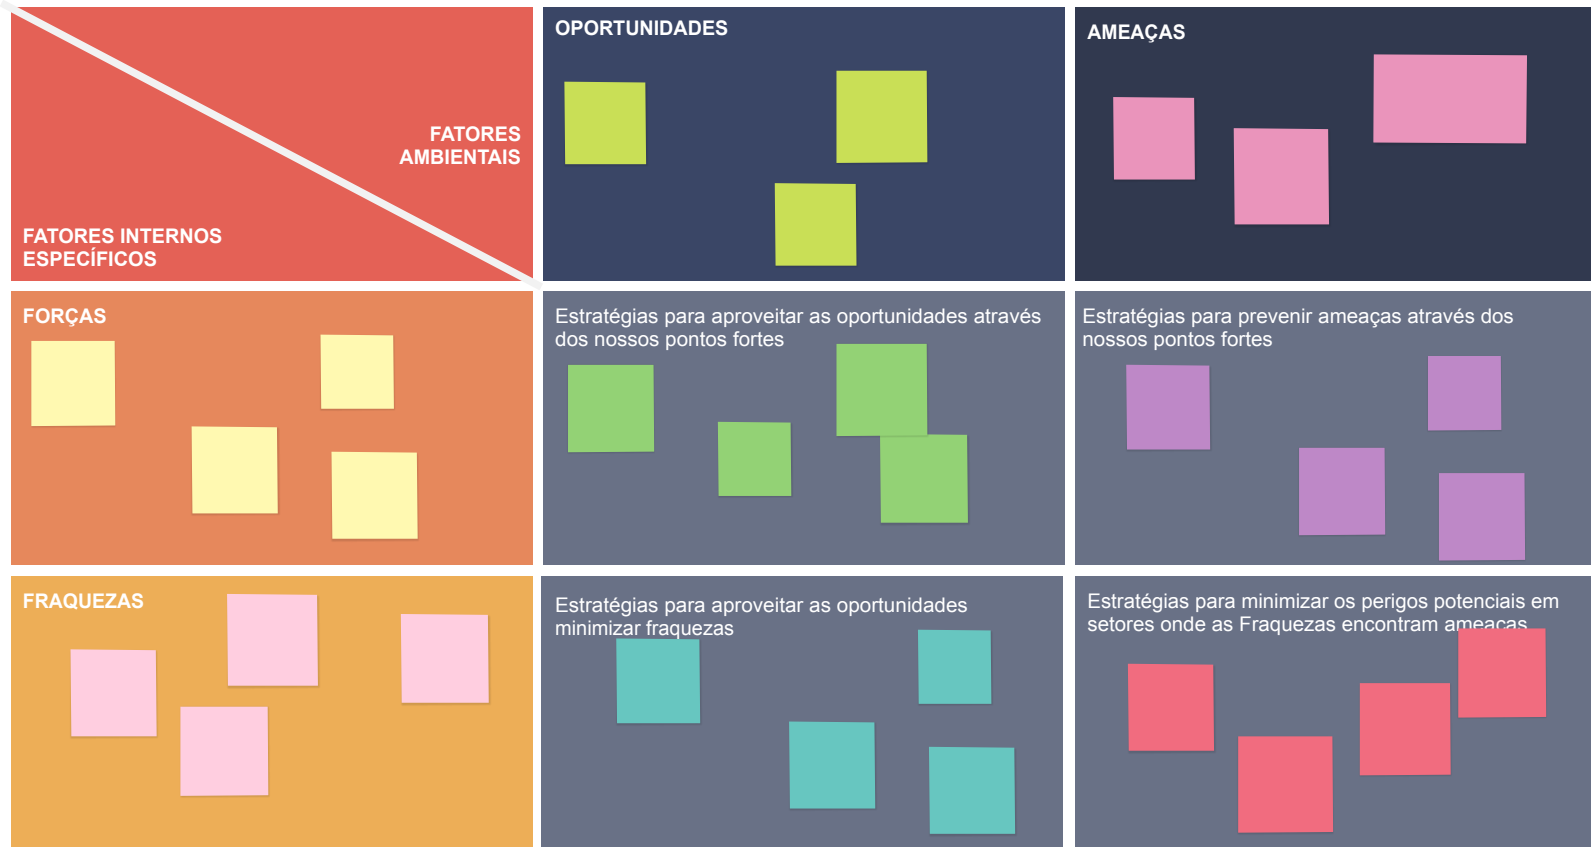 FATORES
AMBIENTAIS
FATORES INTERNOS
ESPECÍFICOS
OPORTUNIDADES
AMEAÇAS
FORÇAS
Estratégias para aproveitar as oportunidades através
dos nossos pontos fortes
Estratégias para prevenir ameaças através dos
nossos pontos fortes
FRAQUEZAS
Estratégias para aproveitar as oportunidades
minimizar fraquezas
Estratégias para minimizar os perigos potenciais em
setores onde as Fraquezas encontram ameaças